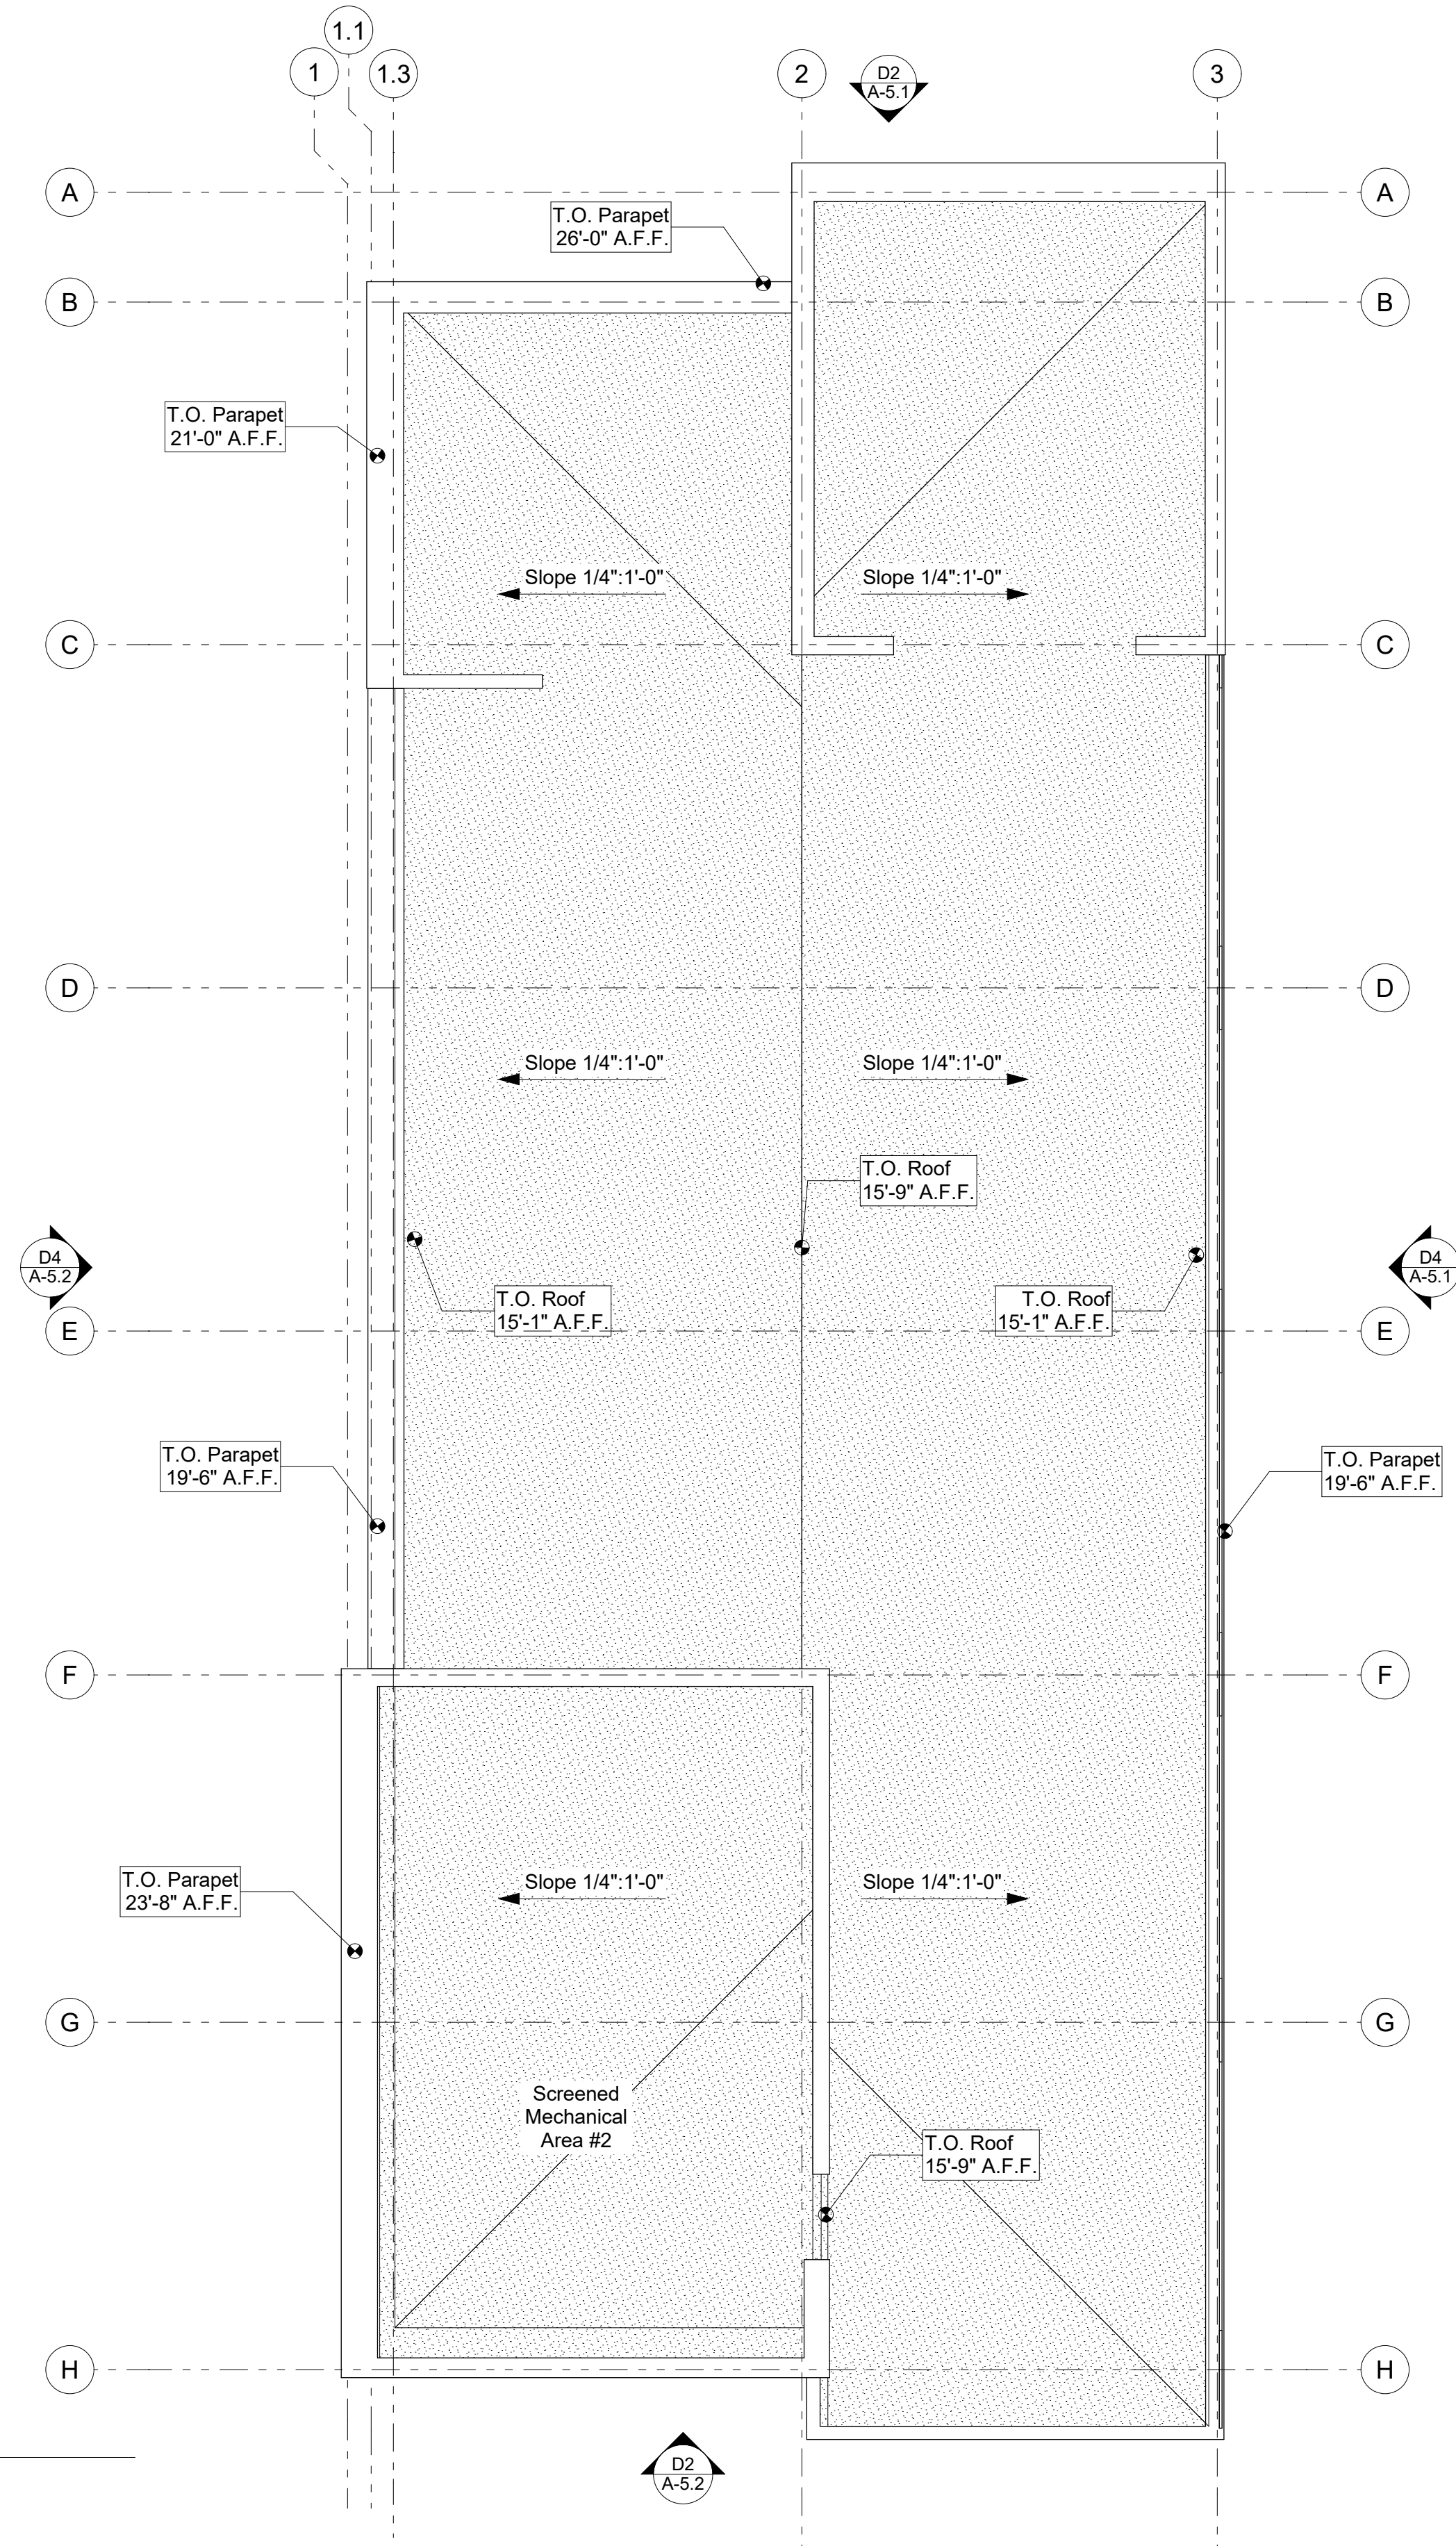 1.1
1
1.3
2
D2
A-5.1
3
A
A
T.O. Parapet
26'-0" A.F.F.
B
B
T.O. Parapet
21'-0" A.F.F.
Slope 1/4":1'-0"
Slope 1/4":1'-0"
C
C
D
D
Slope 1/4":1'-0"
Slope 1/4":1'-0"
T.O. Roof
15'-9" A.F.F.
D4
A-5.2
D4
A-5.1
T.O. Roof
15'-1" A.F.F.
T.O. Roof
15'-1" A.F.F.
E
E
T.O. Parapet
19'-6" A.F.F.
T.O. Parapet
19'-6" A.F.F.
F
F
Slope 1/4":1'-0"
Slope 1/4":1'-0"
T.O. Parapet
23'-8" A.F.F.
G
G
Screened
Mechanical
Area #2
T.O. Roof
15'-9" A.F.F.
H
H
D2
A-5.2